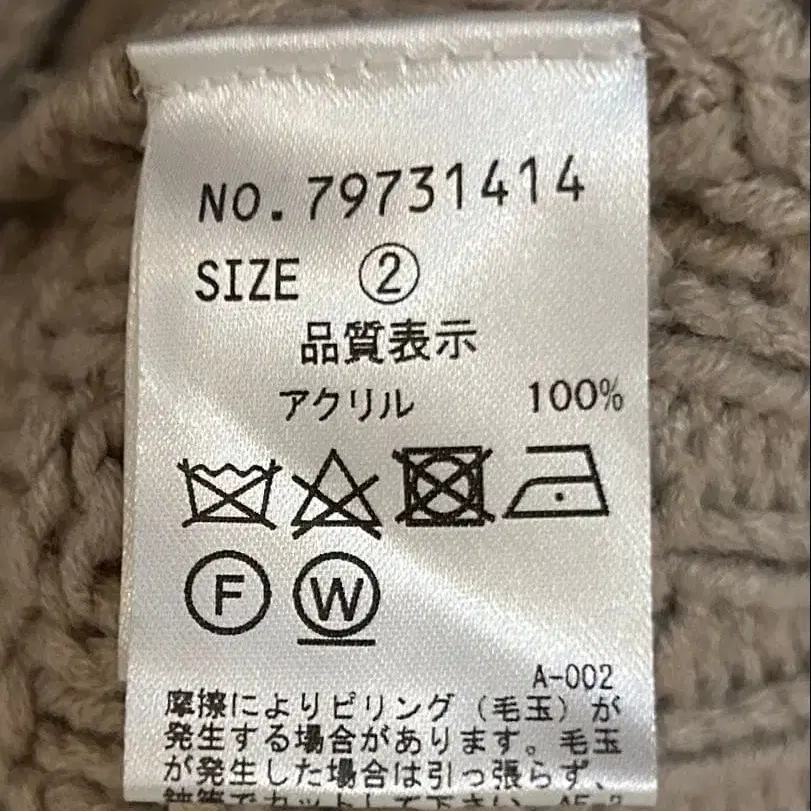 NO.79731414
SIZE ②
品質表示
アクリル 100%
F W
A-002
摩擦によりピリング（毛玉）が
発生する場合があります。毛玉
が発生した場合は引っ張らず、